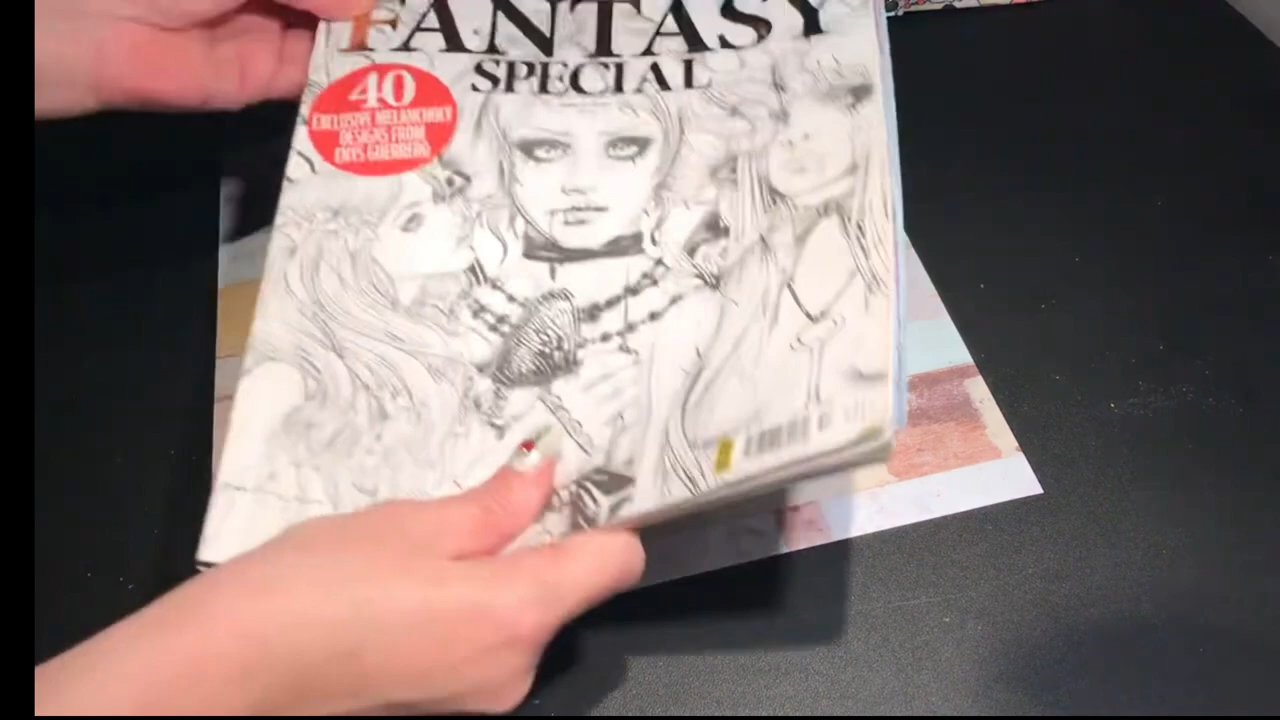 FANTASY
SPECIAL
40
EXCLUSIVE MELANCHOLY
DESIGNS FROM
ENYS GUERRERO